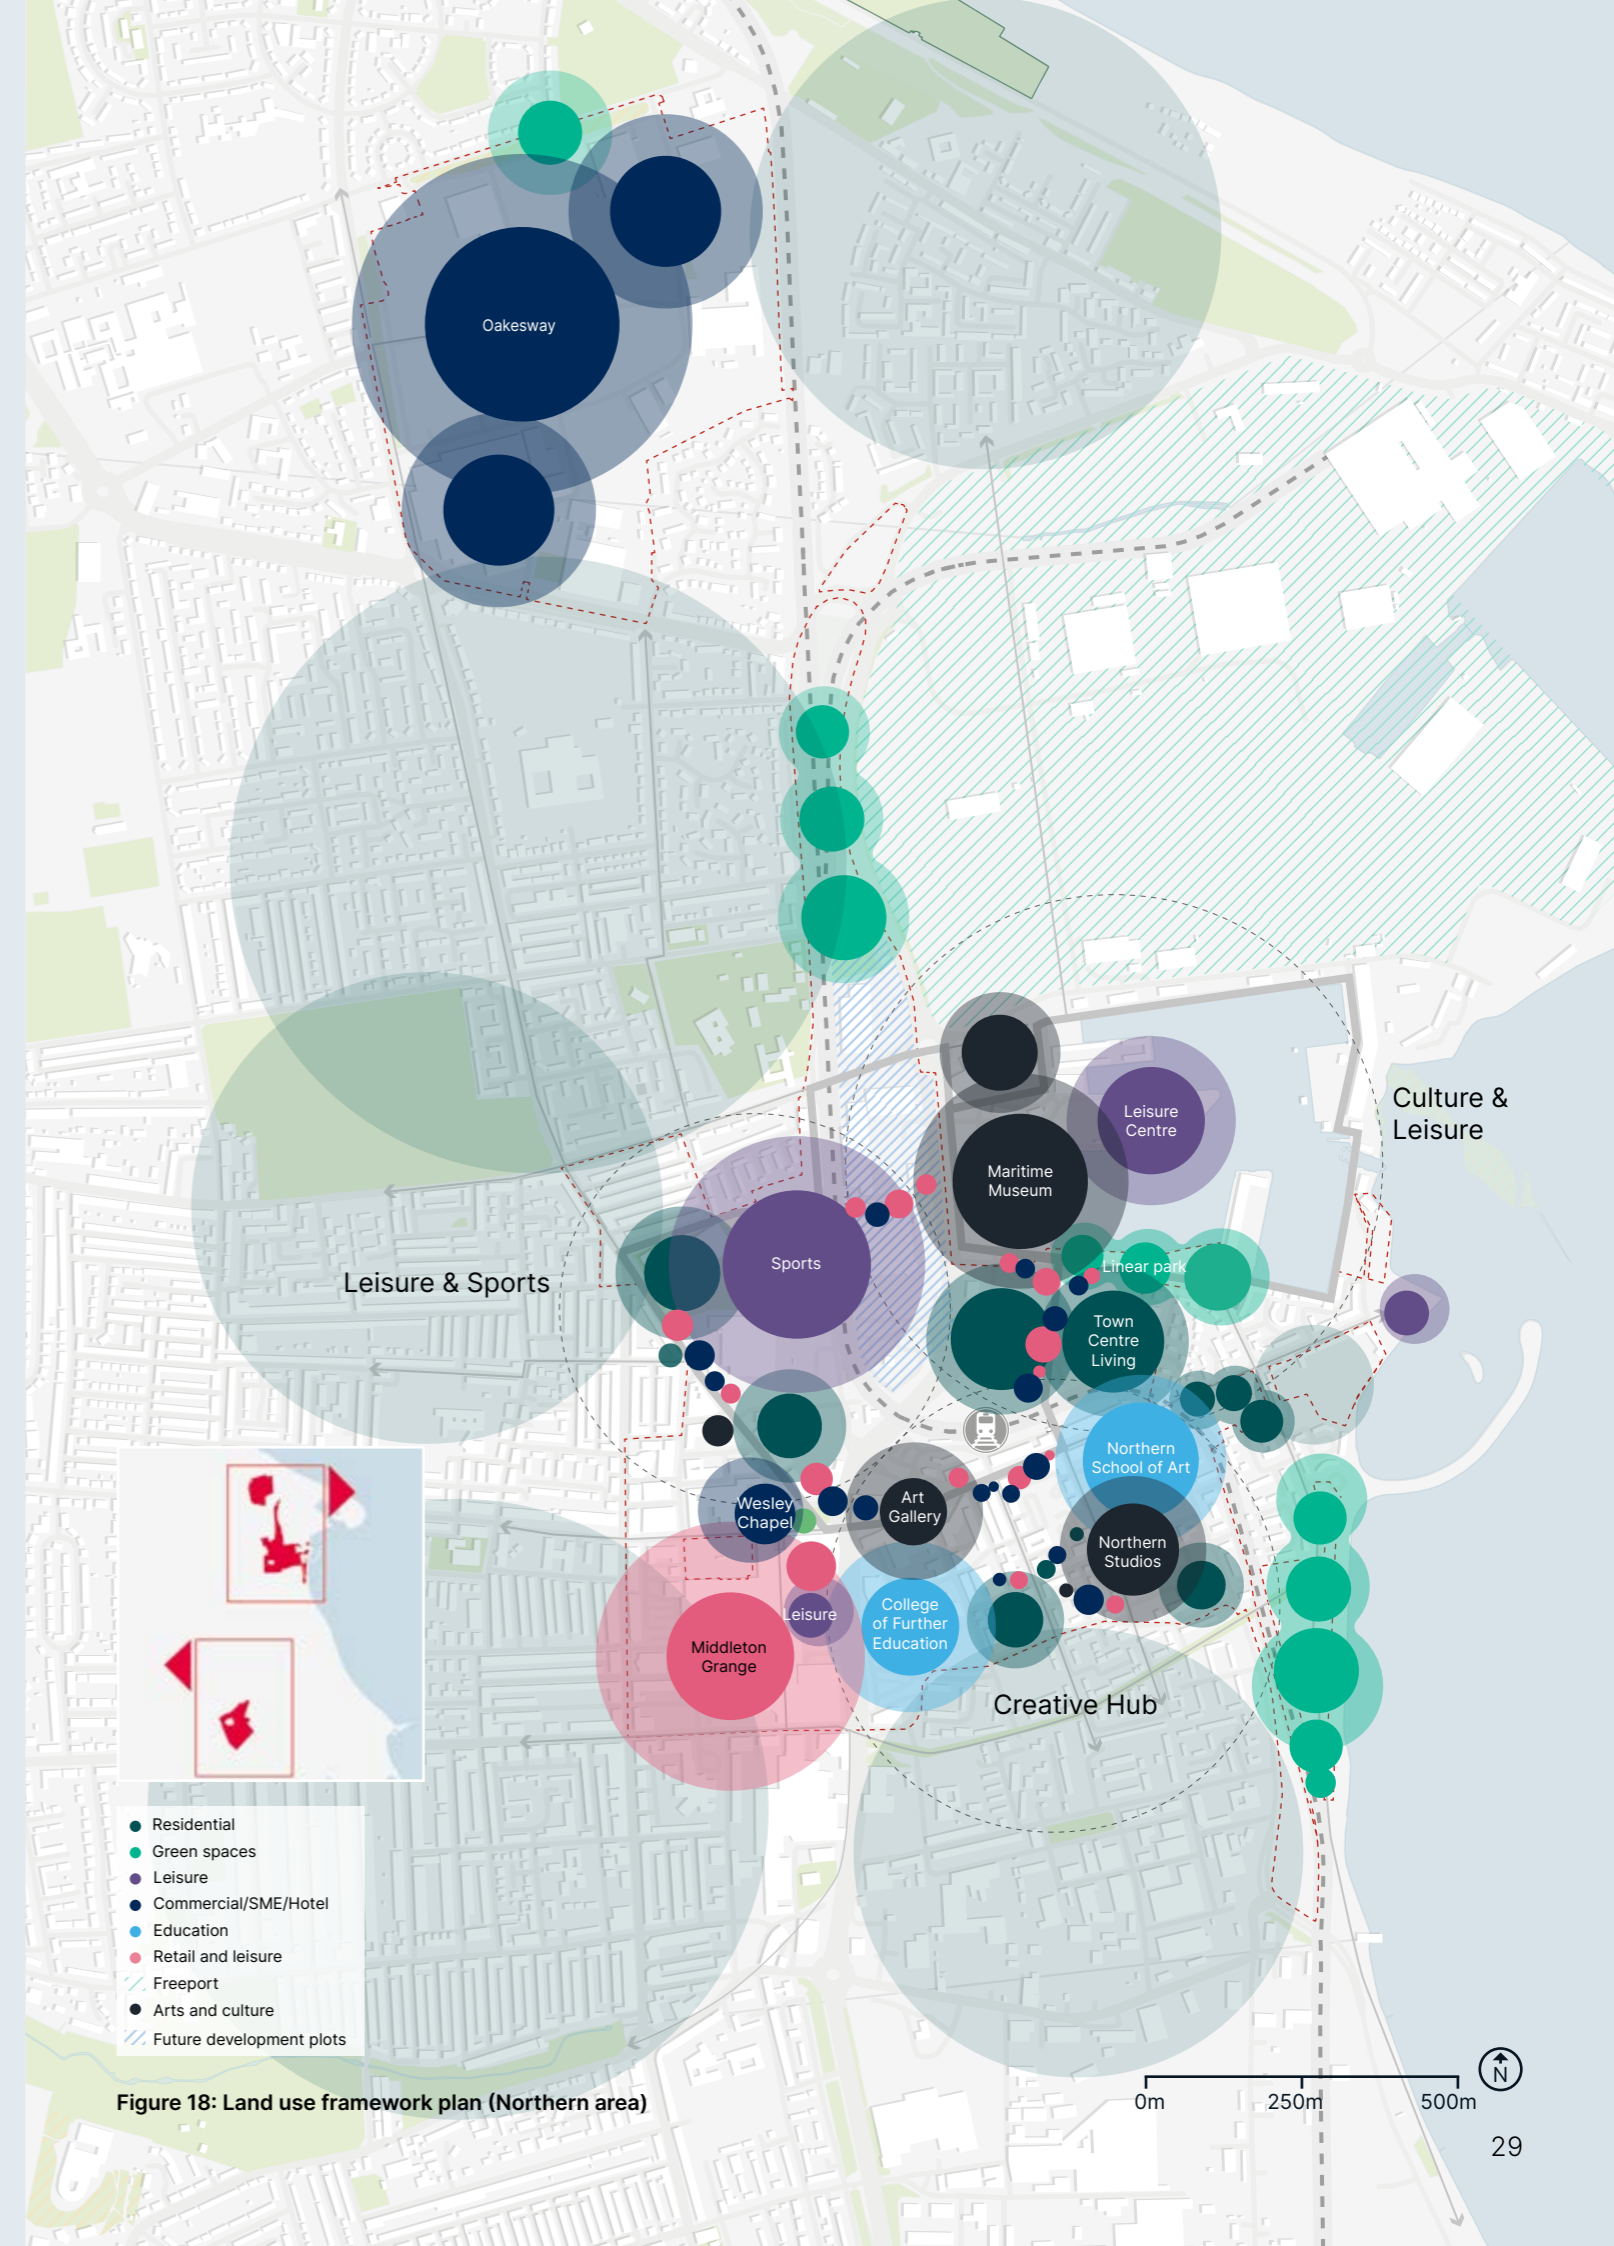 Oakesway
Culture &
Leisure
Leisure
Centre
Maritime
Museum
Sports
Linear park
Leisure & Sports
Town
Centre
Living
Northern
School of Art
Wesley
Chapel
Art
Gallery
Northern
Studios
Leisure
College
of Further
Education
Middleton
Grange
Creative Hub
Residential
Green spaces
Leisure
Commercial/SME/Hotel
Education
Retail and leisure
Freeport
Arts and culture
Future development plots
Figure 18: Land use framework plan (Northern area)
N
0m 250m 500m
29